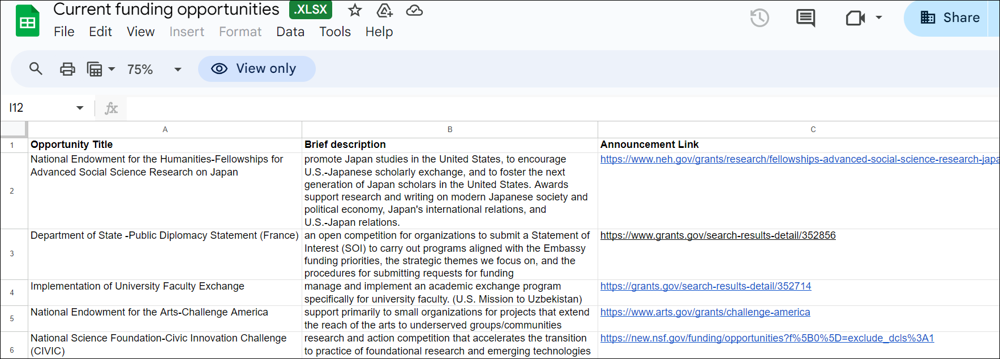 Current funding opportunities .XLSX
File Edit View Insert Format Data Tools Help
Share
75% View only
I12 fx
A B C
1 Opportunity Title Brief description Announcement Link
2 National Endowment for the Humanities-Fellowships for
Advanced Social Science Research on Japan
promote Japan studies in the United States, to encourage
U.S.-Japanese scholarly exchange, and to foster the next
generation of Japan scholars in the United States. Awards
support research and writing on modern Japanese society and
political economy, Japan's international relations, and
U.S.-Japan relations.
https://www.neh.gov/grants/research/fellowships-advanced-social-science-research-japa
3 Department of State -Public Diplomacy Statement (France)
an open competition for organizations to submit a Statement of
Interest (SOI) to carry out programs aligned with the Embassy
funding priorities, the strategic themes we focus on, and the
procedures for submitting requests for funding
https://www.grants.gov/search-results-detail/352856
4 Implementation of University Faculty Exchange
manage and implement an academic exchange program
specifically for university faculty. (U.S. Mission to Uzbekistan)
https://grants.gov/search-results-detail/352714
5 National Endowment for the Arts-Challenge America
support primarily to small organizations for projects that extend
the reach of the arts to underserved groups/communities
https://www.arts.gov/grants/challenge-america
6 National Science Foundation-Civic Innovation Challenge
(CIVIC)
research and action competition that accelerates the transition
to practice of foundational research and emerging technologies
https://new.nsf.gov/funding/opportunities?f%5B0%5D=exclude_dcls%3A1